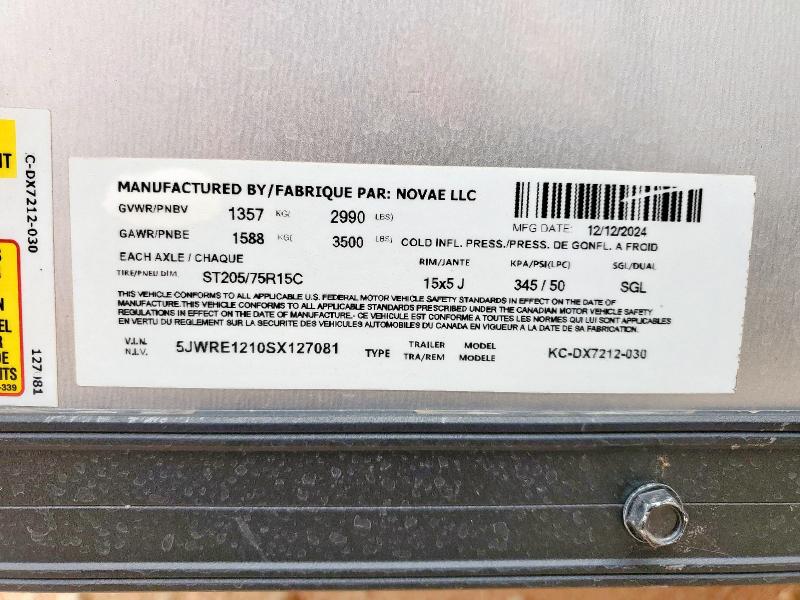 NT
C-DX7212-030
127081
-339
MANUFACTURED BY/FABRIQUE PAR: NOVAE LLC
GVWR/PNBV 1357 KG( 2990 LBS)
MFG DATE: 12/12/2024
GAWR/PNBE 1588 KG( 3500 LBS) COLD INFL. PRESS./PRESS. DE GONFL. A FROID
EACH AXLE / CHAQUE RIM/JANTE KPA/PSI(LPC) SGL/DUAL
TIRE/PNEU DIM. ST205/75R15C 15x5 J 345 / 50 SGL
THIS VEHICLE CONFORMS TO ALL APPLICABLE U.S. FEDERAL MOTOR VEHICLE SAFETY STANDARDS IN EFFECT ON THE DATE OF
MANUFACTURE.THIS VEHICLE CONFORMS TO ALL APPLICABLE STANDARDS PRESCRIBED UNDER THE CANADIAN MOTOR VEHICLE SAFETY
REGULATIONS IN EFFECT ON THE DATE OF MANUFACTURE.- CE VEHICULE EST CONFORME A TOUTES LES NORMES QUI LUI SONT APPLICABLES
EN VERTU DU REGLEMENT SUR LA SECURITE DES VEHICULES AUTOMOBILES DU CANADA EN VIGUEUR A LA DATE DE SA FABRICATION.
V.I.N. 5JWRE1210SX127081 TYPE TRAILER MODEL KC-DX7212-030
N.I.V. TRA/REM MODELE